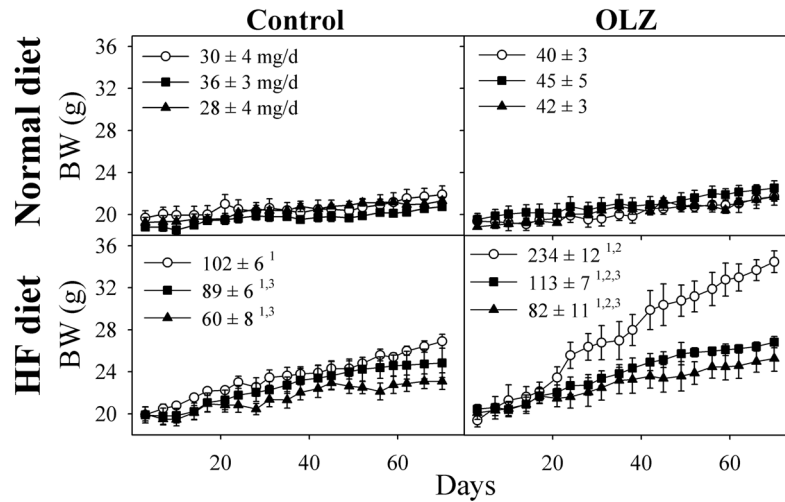 Control
OLZ
Normal diet
BW (g)
36
32
28
24
20
30 ± 4 mg/d
36 ± 3 mg/d
28 ± 4 mg/d
40 ± 3
45 ± 5
42 ± 3
HF diet
BW (g)
36
32
28
24
20
102 ± 6 1
89 ± 6 1,3
60 ± 8 1,3
234 ± 12 1,2
113 ± 7 1,2,3
82 ± 11 1,2,3
20 40 60
20 40 60
Days